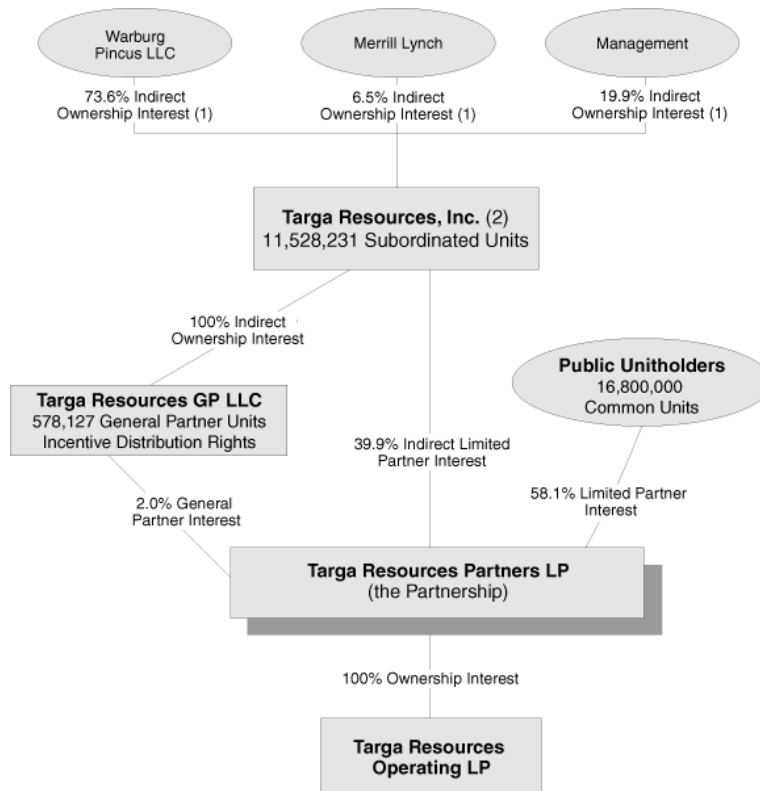 Warburg
Pincus LLC
Merrill Lynch
Management
73.6% Indirect
Ownership Interest (1)
6.5% Indirect
Ownership Interest (1)
19.9% Indirect
Ownership Interest (1)
Targa Resources, Inc. (2)
11,528,231 Subordinated Units
100% Indirect
Ownership Interest
Public Unitholders
16,800,000
Common Units
Targa Resources GP LLC
578,127 General Partner Units
Incentive Distribution Rights
39.9% Indirect Limited
Partner Interest
2.0% General
Partner Interest
58.1% Limited Partner
Interest
Targa Resources Partners LP
(the Partnership)
100% Ownership Interest
Targa Resources
Operating LP